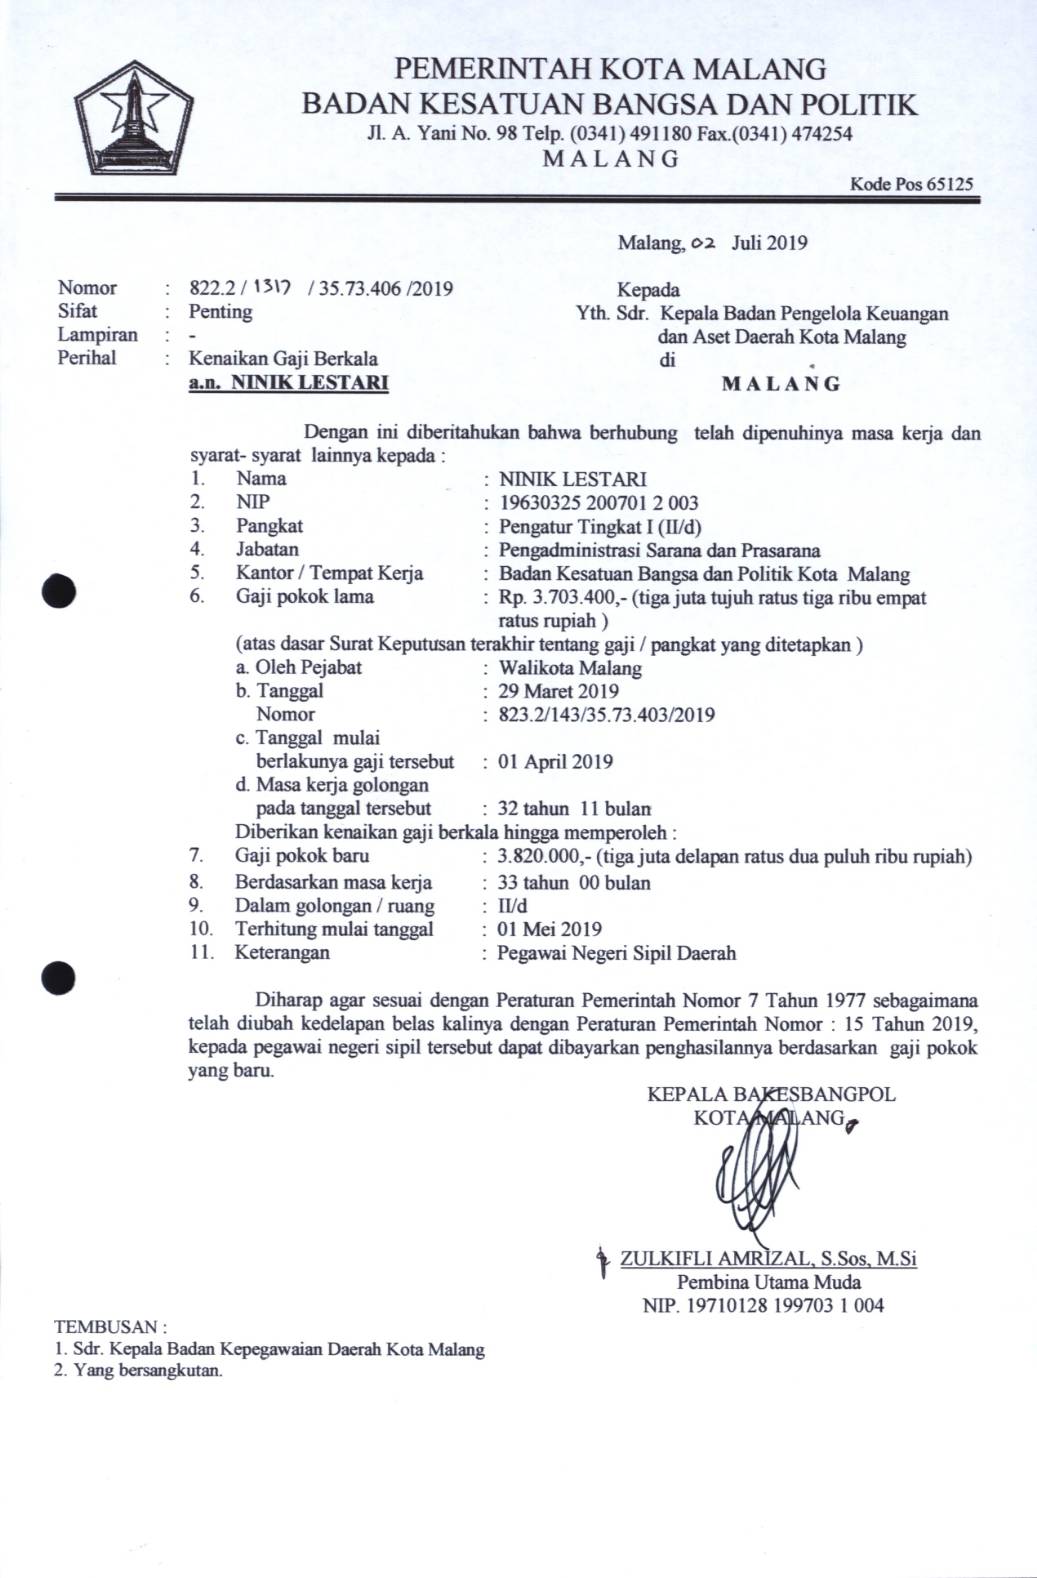 PEMERINTAH KOTA MALANG
BADAN KESATUAN BANGSA DAN POLITIK
Jl. A. Yani No. 98 Telp. (0341) 491180 Fax.(0341) 474254
M A L A N G
Kode Pos 65125
Malang, 02 Juli 2019
Nomor : 822.2 / 1317 / 35.73.406 /2019
Sifat : Penting
Lampiran : -
Perihal : Kenaikan Gaji Berkala
a.n. NINIK LESTARI
Kepada
Yth. Sdr. Kepala Badan Pengelola Keuangan
dan Aset Daerah Kota Malang
di
M A L A N G
Dengan ini diberitahukan bahwa berhubung telah dipenuhinya masa kerja dan
syarat- syarat lainnya kepada :
1. Nama : NINIK LESTARI
2. NIP : 19630325 200701 2 003
3. Pangkat : Pengatur Tingkat I (II/d)
4. Jabatan : Pengadministrasi Sarana dan Prasarana
5. Kantor / Tempat Kerja : Badan Kesatuan Bangsa dan Politik Kota Malang
6. Gaji pokok lama : Rp. 3.703.400,- (tiga juta tujuh ratus tiga ribu empat
ratus rupiah )
(atas dasar Surat Keputusan terakhir tentang gaji / pangkat yang ditetapkan )
a. Oleh Pejabat : Walikota Malang
b. Tanggal : 29 Maret 2019
Nomor : 823.2/143/35.73.403/2019
c. Tanggal mulai
berlakunya gaji tersebut : 01 April 2019
d. Masa kerja golongan
pada tanggal tersebut : 32 tahun 11 bulan
Diberikan kenaikan gaji berkala hingga memperoleh :
7. Gaji pokok baru : 3.820.000,- (tiga juta delapan ratus dua puluh ribu rupiah)
8. Berdasarkan masa kerja : 33 tahun 00 bulan
9. Dalam golongan / ruang : II/d
10. Terhitung mulai tanggal : 01 Mei 2019
11. Keterangan : Pegawai Negeri Sipil Daerah
Diharap agar sesuai dengan Peraturan Pemerintah Nomor 7 Tahun 1977 sebagaimana
telah diubah kedelapan belas kalinya dengan Peraturan Pemerintah Nomor : 15 Tahun 2019,
kepada pegawai negeri sipil tersebut dapat dibayarkan penghasilannya berdasarkan gaji pokok
yang baru.
KEPALA BAKESBANGPOL
KOTA MALANG
ZULKIFLI AMRIZAL, S.Sos, M.Si
Pembina Utama Muda
NIP. 19710128 199703 1 004
TEMBUSAN :
1. Sdr. Kepala Badan Kepegawaian Daerah Kota Malang
2. Yang bersangkutan.